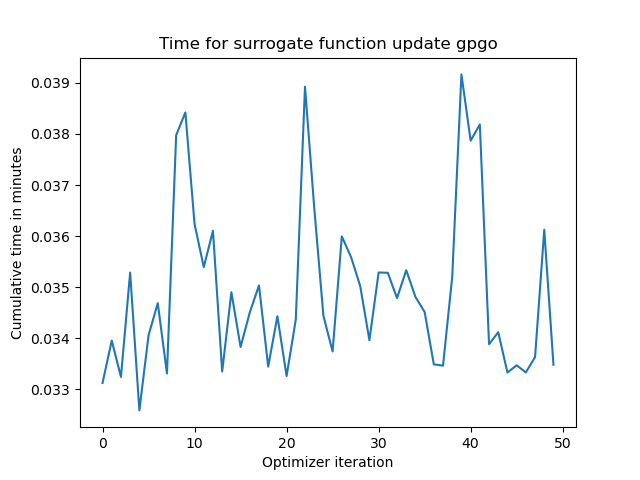 Time for surrogate function update gpgo
Cumulative time in minutes
0.039
0.038
0.037
0.036
0.035
0.034
0.033
0 10 20 30 40 50
Optimizer iteration